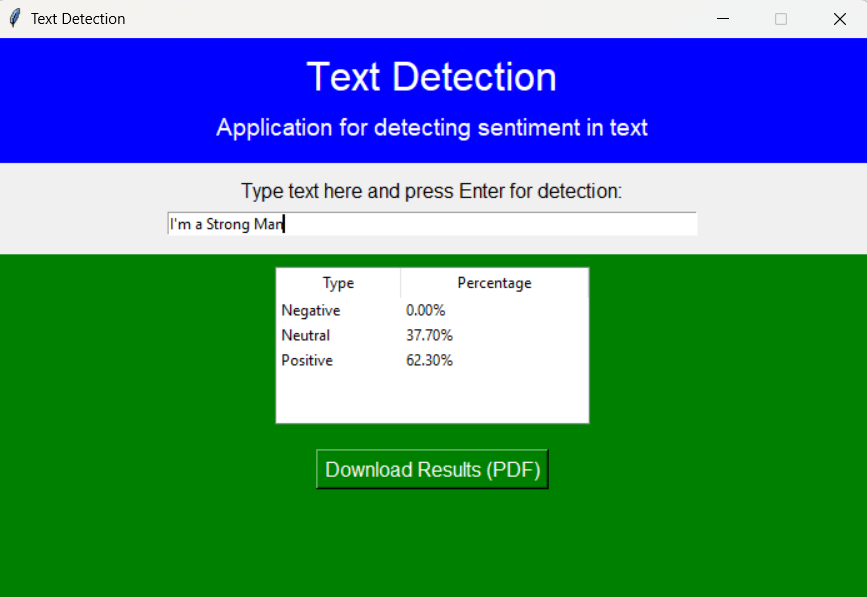 Text Detection
Text Detection
Application for detecting sentiment in text
Type text here and press Enter for detection:
I'm a Strong Man
Type Percentage
Negative 0.00%
Neutral 37.70%
Positive 62.30%
Download Results (PDF)